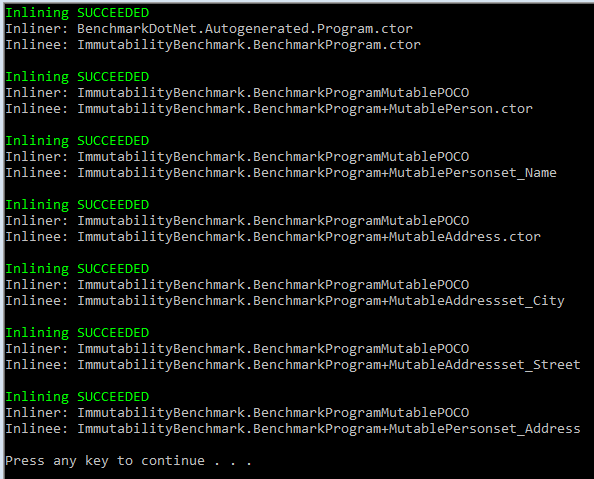 Inlining SUCCEEDED
Inliner: BenchmarkDotNet.Autogenerated.Program.ctor
Inlinee: ImmutabilityBenchmark.BenchmarkProgram.ctor
Inlining SUCCEEDED
Inliner: ImmutabilityBenchmark.BenchmarkProgramMutablePOCO
Inlinee: ImmutabilityBenchmark.BenchmarkProgram+MutablePerson.ctor
Inlining SUCCEEDED
Inliner: ImmutabilityBenchmark.BenchmarkProgramMutablePOCO
Inlinee: ImmutabilityBenchmark.BenchmarkProgram+MutablePersonset_Name
Inlining SUCCEEDED
Inliner: ImmutabilityBenchmark.BenchmarkProgramMutablePOCO
Inlinee: ImmutabilityBenchmark.BenchmarkProgram+MutableAddress.ctor
Inlining SUCCEEDED
Inliner: ImmutabilityBenchmark.BenchmarkProgramMutablePOCO
Inlinee: ImmutabilityBenchmark.BenchmarkProgram+MutableAddressset_City
Inlining SUCCEEDED
Inliner: ImmutabilityBenchmark.BenchmarkProgramMutablePOCO
Inlinee: ImmutabilityBenchmark.BenchmarkProgram+MutableAddressset_Street
Inlining SUCCEEDED
Inliner: ImmutabilityBenchmark.BenchmarkProgramMutablePOCO
Inlinee: ImmutabilityBenchmark.BenchmarkProgram+MutablePersonset_Address
Press any key to continue . . .